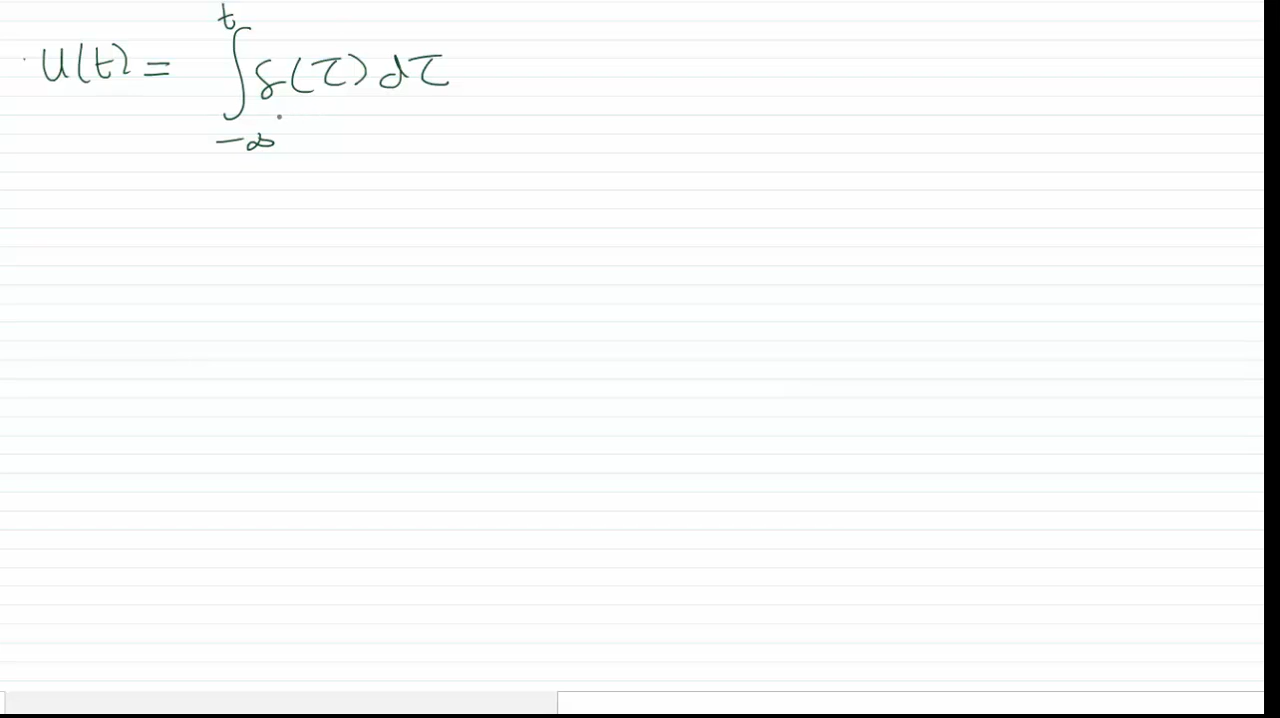 u(t) = ∫_{-∞}^{t} δ(τ) dτ